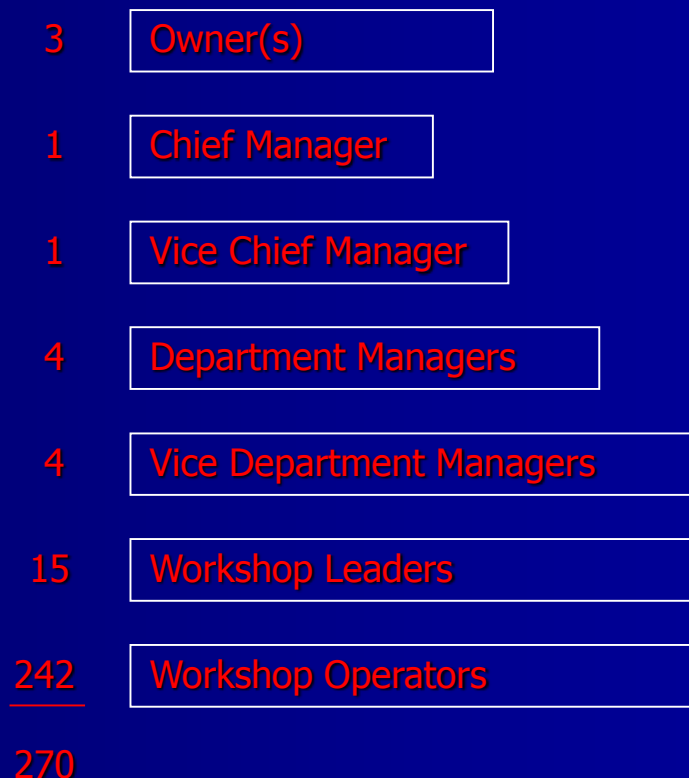 3 Owner(s)
1 Chief Manager
1 Vice Chief Manager
4 Department Managers
4 Vice Department Managers
15 Workshop Leaders
242 Workshop Operators
270